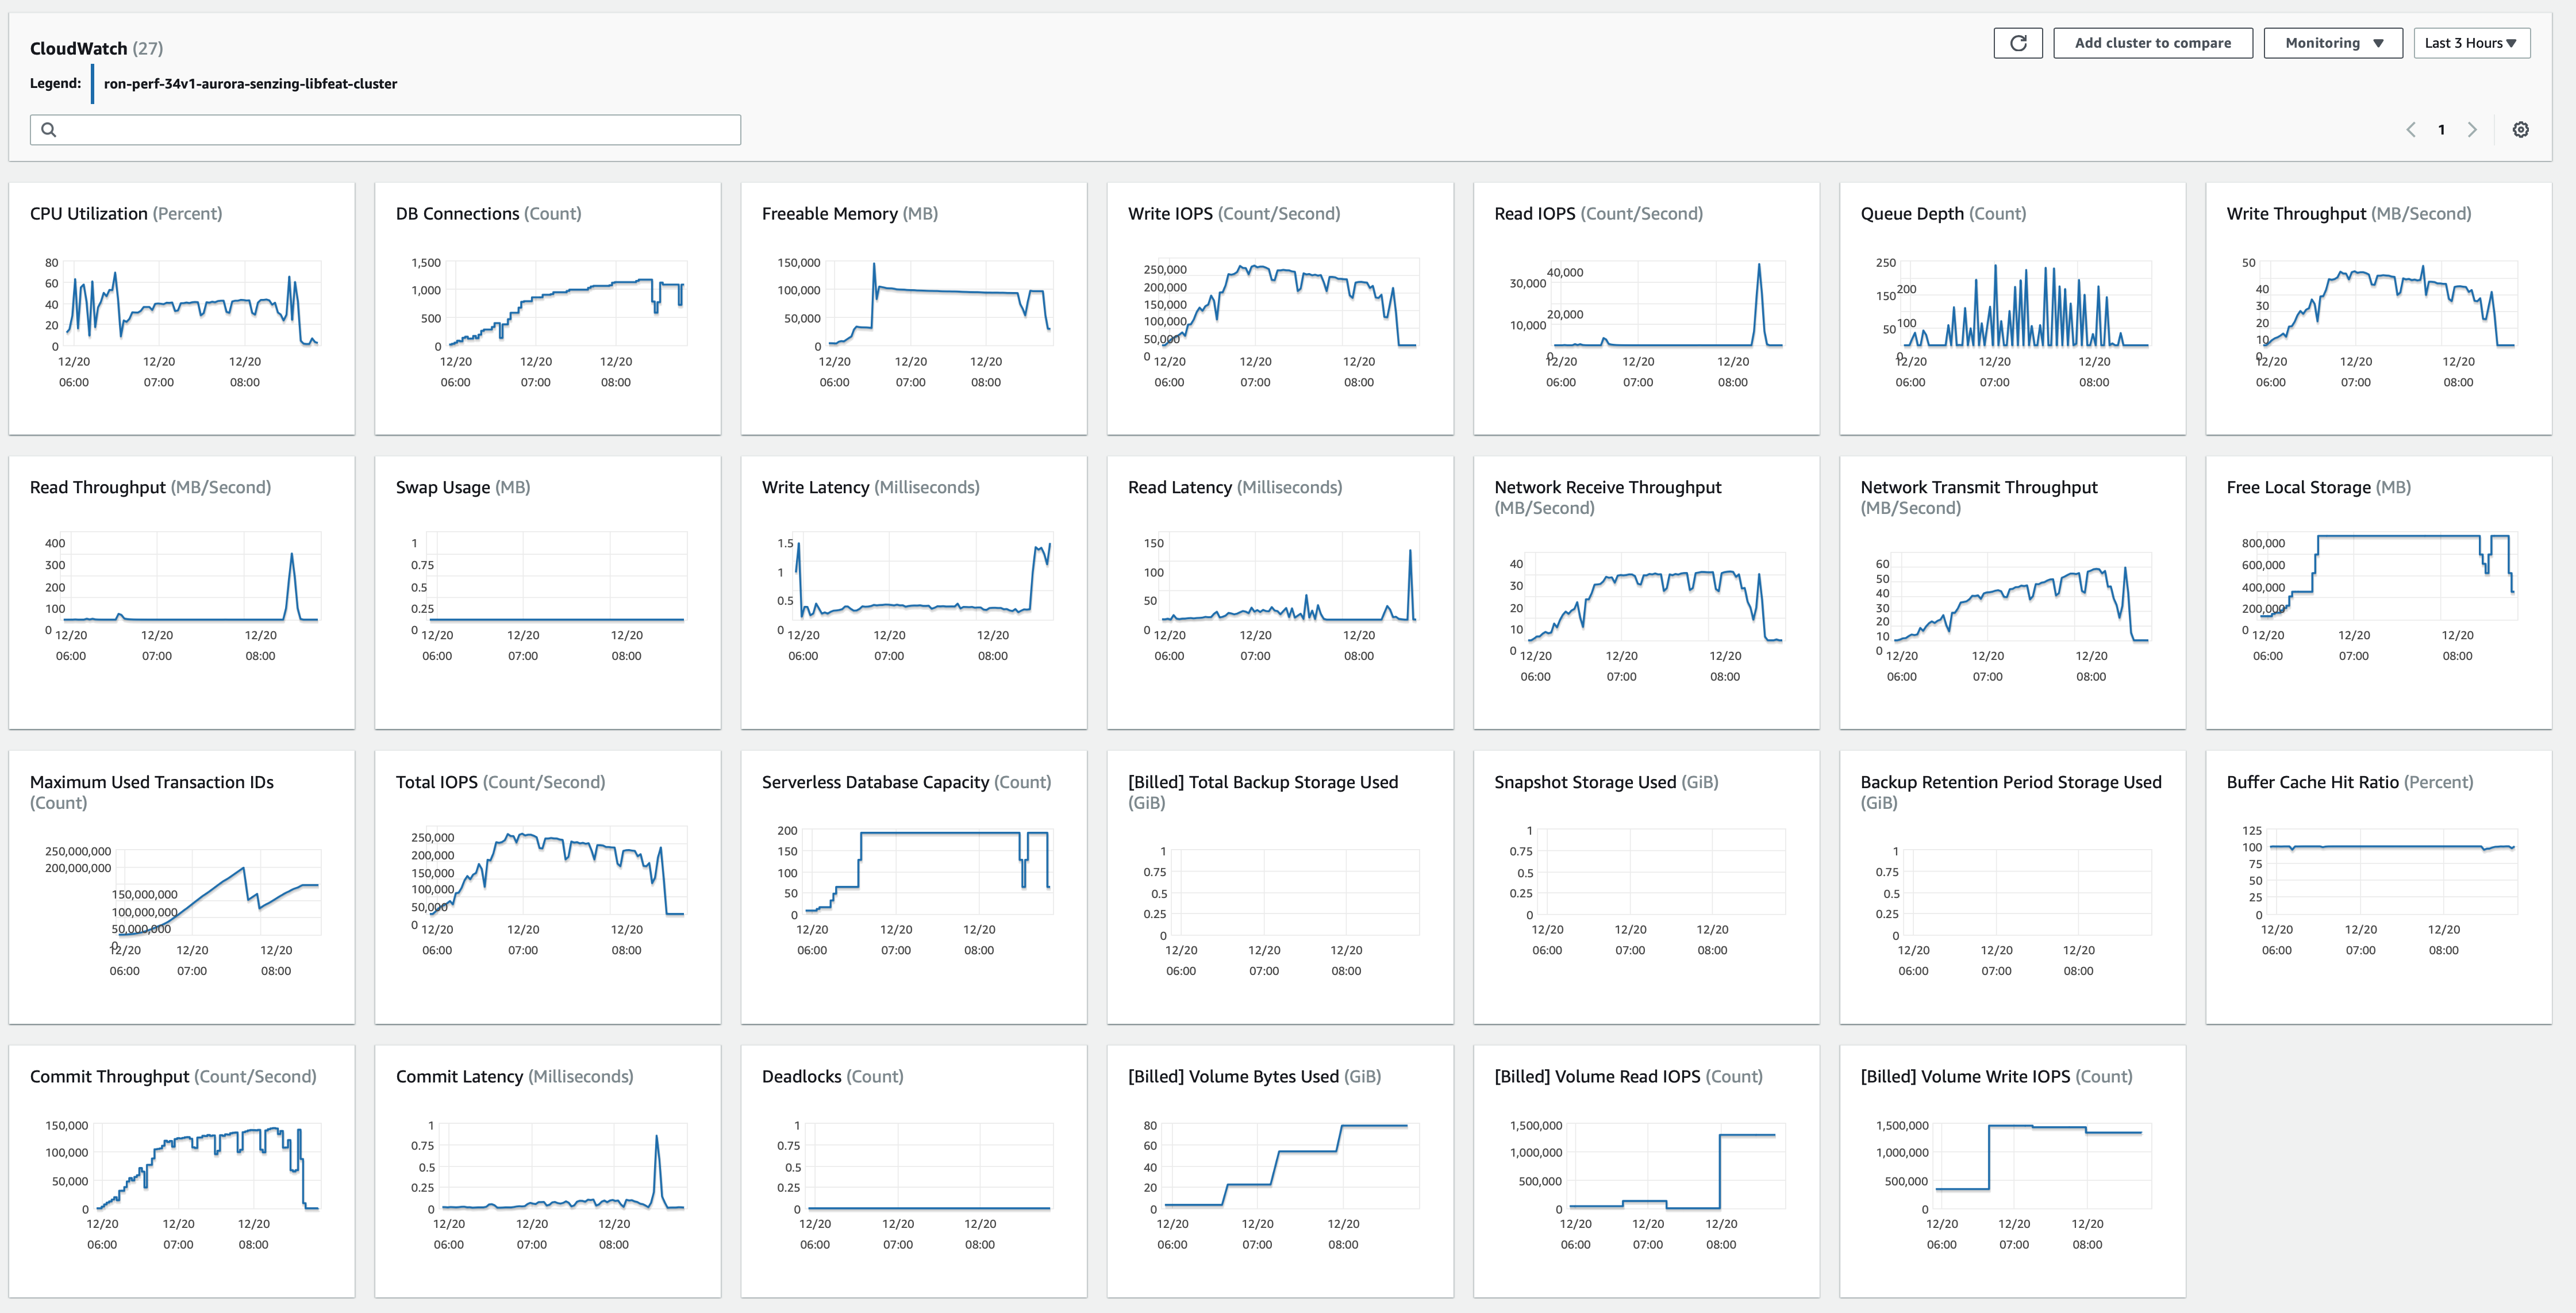 CloudWatch (27)
Add cluster to compare
Monitoring
Last 3 Hours
Legend:
ron-perf-34v1-aurora-senzing-libfeat-cluster
1
CPU Utilization (Percent)
80
60
40
20
0
12/20 12/20 12/20
06:00 07:00 08:00
DB Connections (Count)
1,500
1,000
500
0
12/20 12/20 12/20
06:00 07:00 08:00
Freeable Memory (MB)
150,000
100,000
50,000
0
12/20 12/20 12/20
06:00 07:00 08:00
Write IOPS (Count/Second)
250,000
200,000
150,000
100,000
50,000
0
12/20 12/20 12/20
06:00 07:00 08:00
Read IOPS (Count/Second)
40,000
30,000
20,000
10,000
0
12/20 12/20 12/20
06:00 07:00 08:00
Queue Depth (Count)
250
200
150
100
50
0
12/20 12/20 12/20
06:00 07:00 08:00
Write Throughput (MB/Second)
50
40
30
20
10
0
12/20 12/20 12/20
06:00 07:00 08:00
Read Throughput (MB/Second)
400
300
200
100
0
12/20 12/20 12/20
06:00 07:00 08:00
Swap Usage (MB)
1
0.75
0.5
0.25
0
12/20 12/20 12/20
06:00 07:00 08:00
Write Latency (Milliseconds)
1.5
1
0.5
0
12/20 12/20 12/20
06:00 07:00 08:00
Read Latency (Milliseconds)
150
100
50
0
12/20 12/20 12/20
06:00 07:00 08:00
Network Receive Throughput
(MB/Second)
40
30
20
10
0
12/20 12/20 12/20
06:00 07:00 08:00
Network Transmit Throughput
(MB/Second)
60
50
40
30
20
10
0
12/20 12/20 12/20
06:00 07:00 08:00
Free Local Storage (MB)
800,000
600,000
400,000
200,000
0
12/20 12/20 12/20
06:00 07:00 08:00
Maximum Used Transaction IDs
(Count)
250,000,000
200,000,000
150,000,000
100,000,000
50,000,000
0
12/20 12/20 12/20
06:00 07:00 08:00
Total IOPS (Count/Second)
250,000
200,000
150,000
100,000
50,000
0
12/20 12/20 12/20
06:00 07:00 08:00
Serverless Database Capacity (Count)
200
150
100
50
0
12/20 12/20 12/20
06:00 07:00 08:00
[Billed] Total Backup Storage Used
(GiB)
1
0.75
0.5
0.25
0
12/20 12/20 12/20
06:00 07:00 08:00
Snapshot Storage Used (GiB)
1
0.75
0.5
0.25
0
12/20 12/20 12/20
06:00 07:00 08:00
Backup Retention Period Storage Used
(GiB)
1
0.75
0.5
0.25
0
12/20 12/20 12/20
06:00 07:00 08:00
Buffer Cache Hit Ratio (Percent)
125
100
75
50
25
0
12/20 12/20 12/20
06:00 07:00 08:00
Commit Throughput (Count/Second)
150,000
100,000
50,000
0
12/20 12/20 12/20
06:00 07:00 08:00
Commit Latency (Milliseconds)
1
0.75
0.5
0.25
0
12/20 12/20 12/20
06:00 07:00 08:00
Deadlocks (Count)
1
0.75
0.5
0.25
0
12/20 12/20 12/20
06:00 07:00 08:00
[Billed] Volume Bytes Used (GiB)
80
60
40
20
0
12/20 12/20 12/20
06:00 07:00 08:00
[Billed] Volume Read IOPS (Count)
1,500,000
1,000,000
500,000
0
12/20 12/20 12/20
06:00 07:00 08:00
[Billed] Volume Write IOPS (Count)
1,500,000
1,000,000
500,000
0
12/20 12/20 12/20
06:00 07:00 08:00